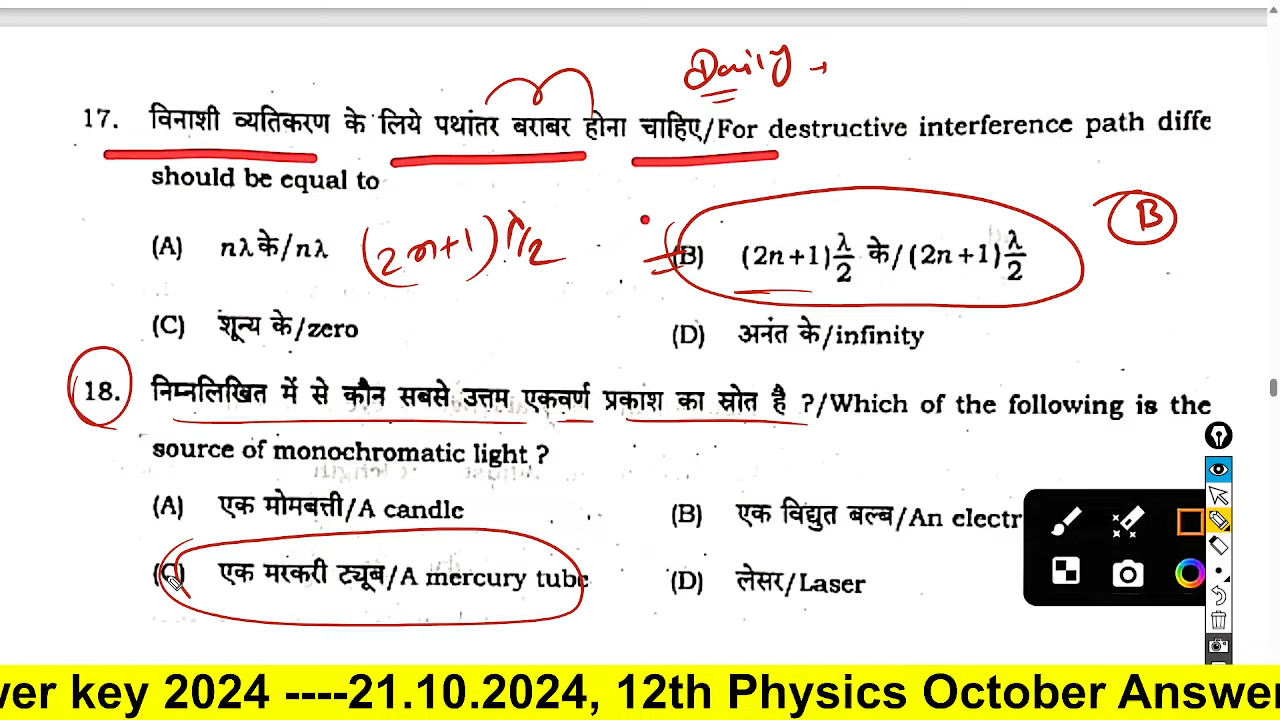 Daily →
17. विनाशी व्यतिकरण के लिये पथांतर बराबर होना चाहिए/For destructive interference path diffe
should be equal to
(A) nλ के/nλ (2n+1) λ/2 (B) (2n+1) λ/2 के/(2n+1) λ/2 B
(C) शून्य के/zero (D) अनंत के/infinity
18. निम्नलिखित में से कौन सबसे उत्तम एकवर्ण प्रकाश का स्रोत है ?/Which of the following is the
source of monochromatic light ?
(A) एक मोमबत्ती/A candle (B) एक विद्युत बल्ब/An electr
(C) एक मरकरी ट्यूब/A mercury tube (D) लेसर/Laser
wer key 2024 ----21.10.2024, 12th Physics October Answer